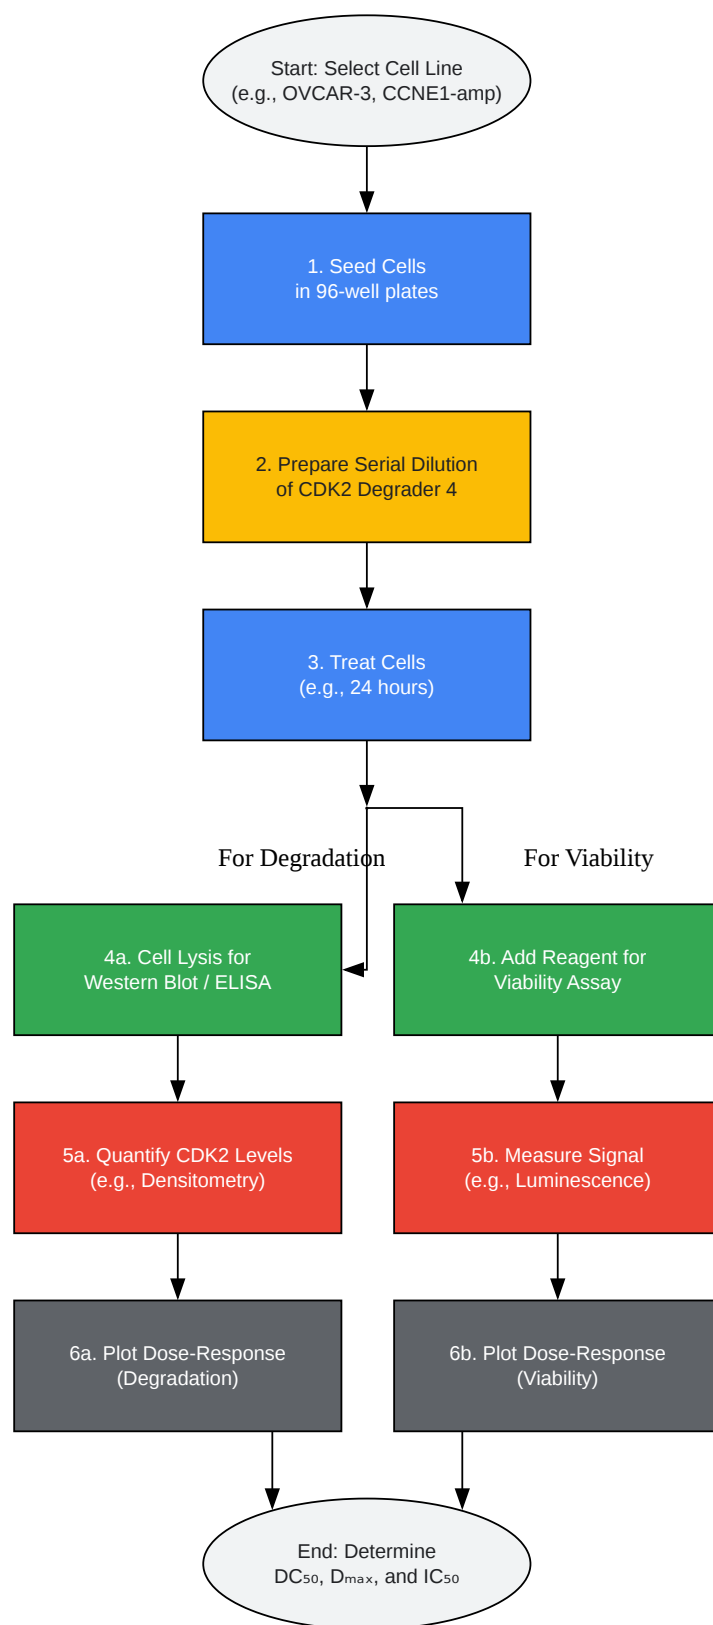 Start: Select Cell Line
(e.g., OVCAR-3, CCNE1-amp)
1. Seed Cells
in 96-well plates
2. Prepare Serial Dilution
of CDK2 Degrader 4
3. Treat Cells
(e.g., 24 hours)
For Degradation
For Viability
4a. Cell Lysis for
Western Blot / ELISA
4b. Add Reagent for
Viability Assay
5a. Quantify CDK2 Levels
(e.g., Densitometry)
5b. Measure Signal
(e.g., Luminescence)
6a. Plot Dose-Response
(Degradation)
6b. Plot Dose-Response
(Viability)
End: Determine
DC₅₀, Dₘₐₓ, and IC₅₀